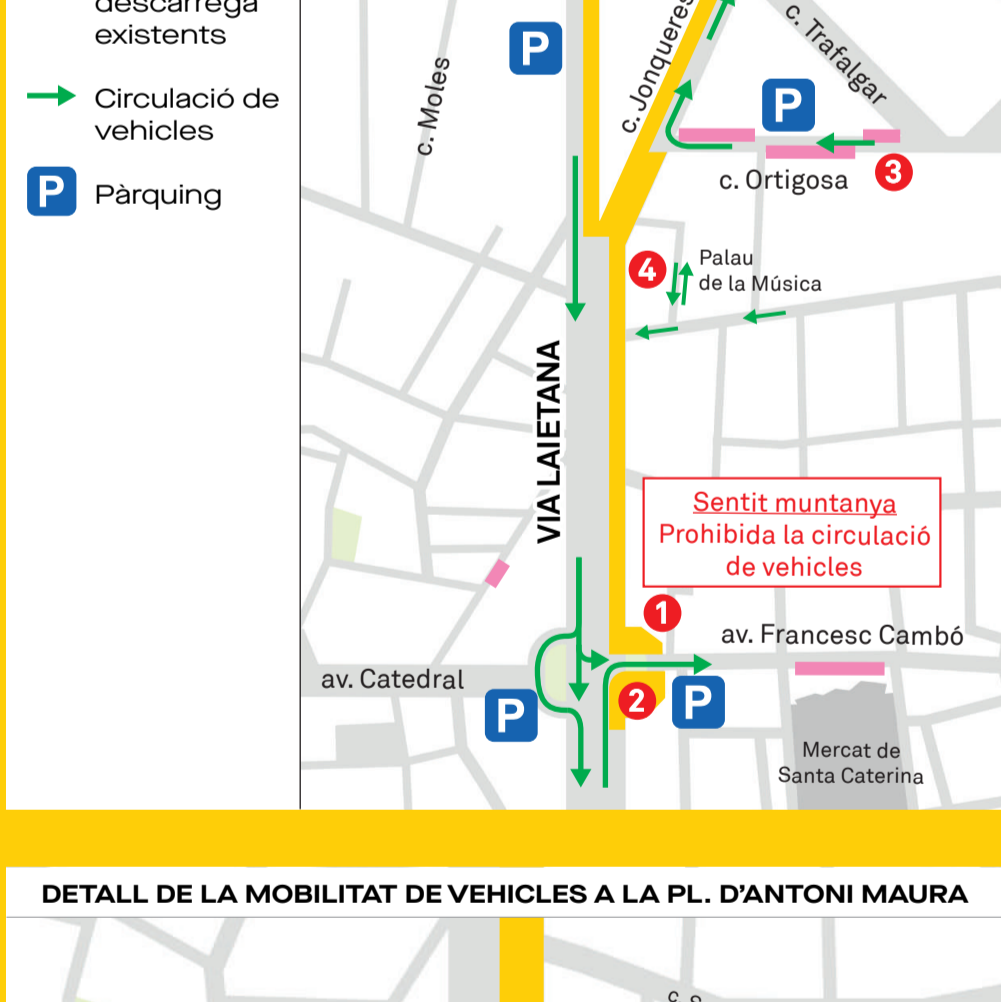 descàrrega
existents
Circulació de
vehicles
P
Pàrquing
P
c. Moles
c. Jonqueres
c. Trafalgar
P
c. Ortigosa
3
4
Palau
de la Música
VIA LAIETANA
Sentit muntanya
Prohibida la circulació
de vehicles
1
av. Francesc Cambó
av. Catedral
P
2
P
Mercat de
Santa Caterina
DETALL DE LA MOBILITAT DE VEHICLES A LA PL. D'ANTONI MAURA